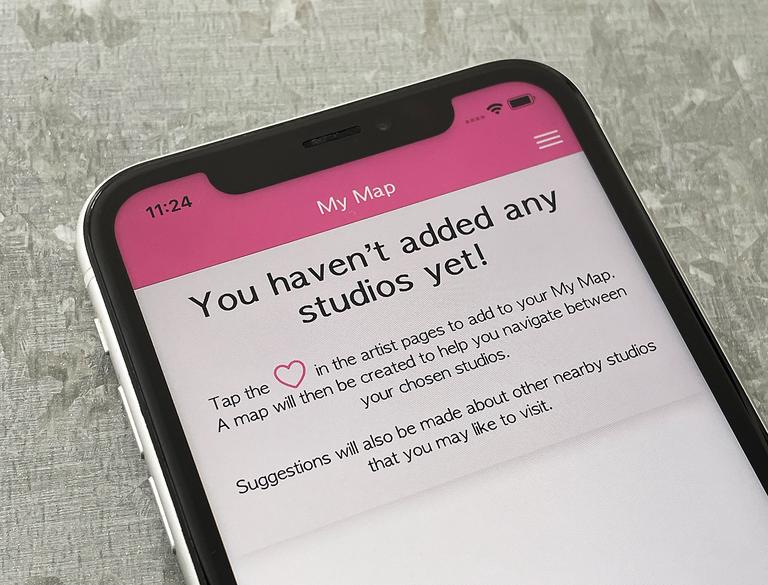 11:24
My Map
You haven't added any
studios yet!
Tap the in the artist pages to add to your My Map.
A map will then be created to help you navigate between
your chosen studios.
Suggestions will also be made about other nearby studios
that you may like to visit.